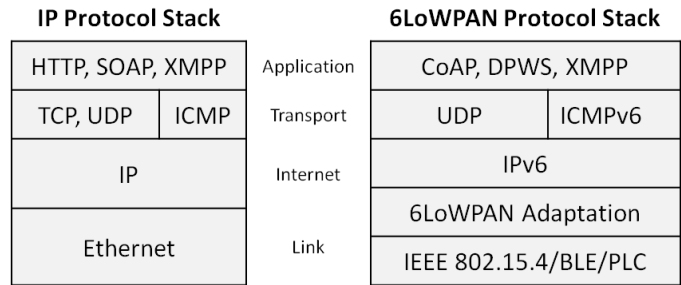 IP Protocol Stack 6LoWPAN Protocol Stack
HTTP, SOAP, XMPP Application CoAP, DPWS, XMPP
TCP, UDP ICMP Transport UDP ICMPv6
IP Internet IPv6
6LoWPAN Adaptation
Ethernet Link IEEE 802.15.4/BLE/PLC